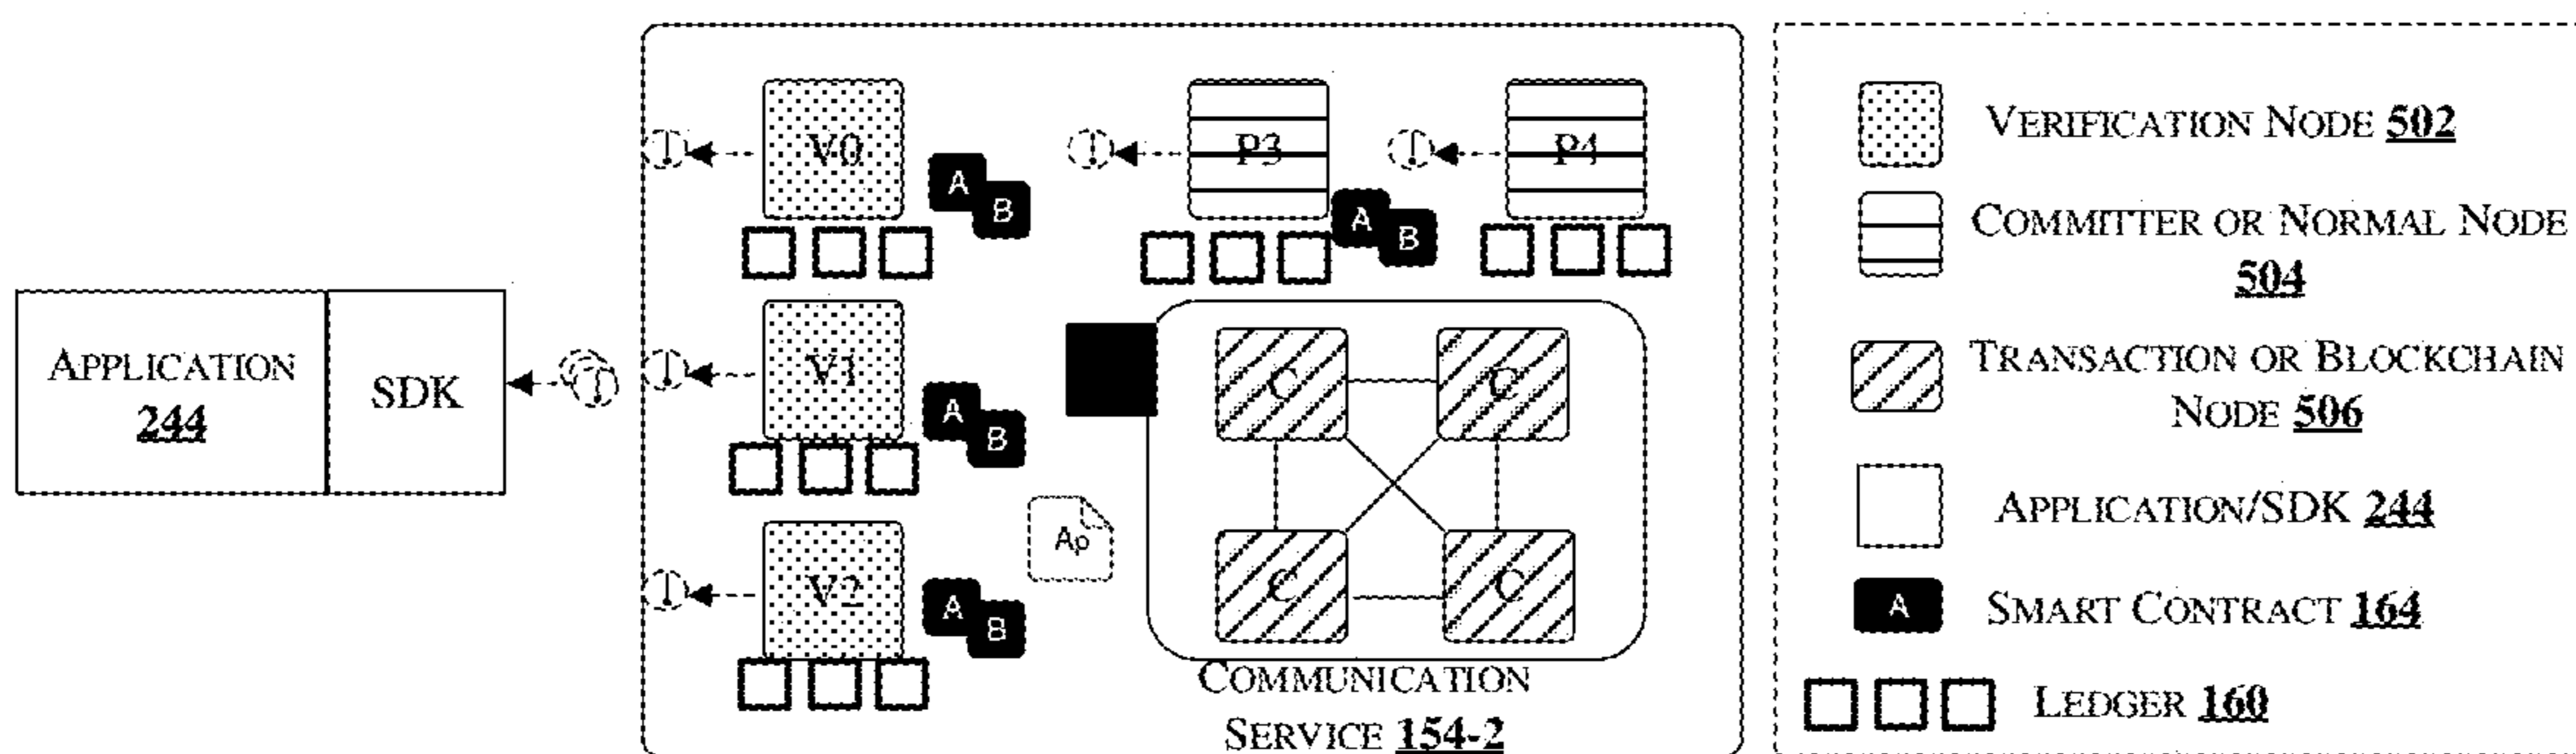 APPLICATION
244
SDK
V0
A
B
P3
A
B
P4
V1
A
B
C
C
Ap
V2
A
B
C
C
COMMUNICATION
SERVICE 154-2
VERIFICATION NODE 502
COMMITTER OR NORMAL NODE
504
TRANSACTION OR BLOCKCHAIN
NODE 506
APPLICATION/SDK 244
A
SMART CONTRACT 164
LEDGER 160